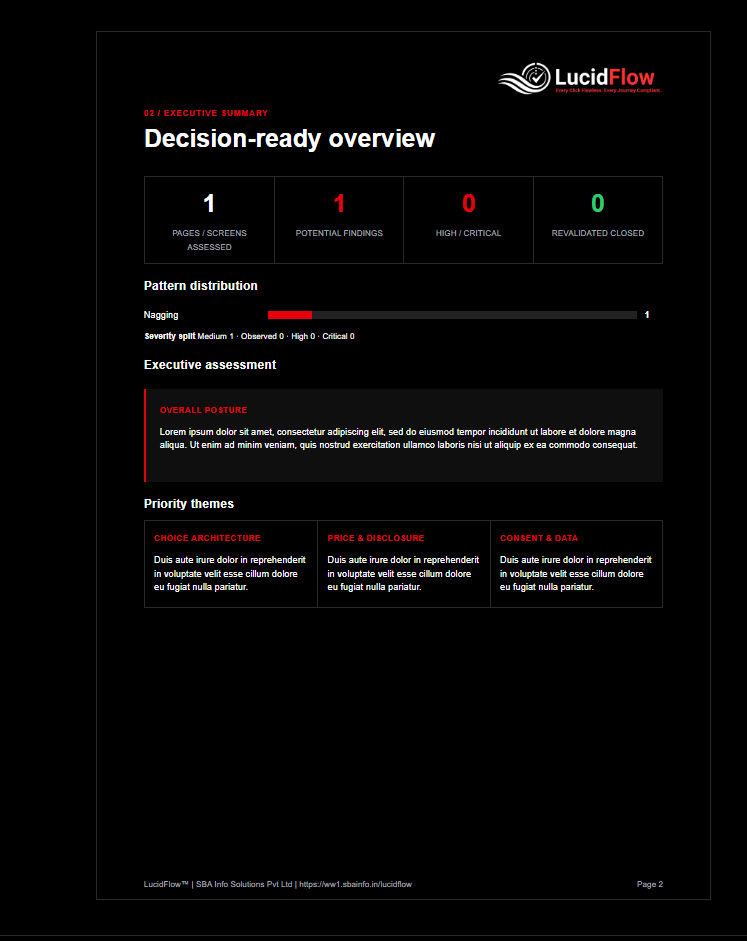 LucidFlow
Every Click Flawless. Every Journey Compliant.
02 / EXECUTIVE SUMMARY
Decision-ready overview
1
PAGES / SCREENS
ASSESSED
1
POTENTIAL FINDINGS
0
HIGH / CRITICAL
0
REVALIDATED CLOSED
Pattern distribution
Nagging 1
Severity split Medium 1 · Observed 0 · High 0 · Critical 0
Executive assessment
OVERALL POSTURE
Lorem ipsum dolor sit amet, consectetur adipiscing elit, sed do eiusmod tempor incididunt ut labore et dolore magna
aliqua. Ut enim ad minim veniam, quis nostrud exercitation ullamco laboris nisi ut aliquip ex ea commodo consequat.
Priority themes
CHOICE ARCHITECTURE
Duis aute irure dolor in reprehenderit
in voluptate velit esse cillum dolore
eu fugiat nulla pariatur.
PRICE & DISCLOSURE
Duis aute irure dolor in reprehenderit
in voluptate velit esse cillum dolore
eu fugiat nulla pariatur.
CONSENT & DATA
Duis aute irure dolor in reprehenderit
in voluptate velit esse cillum dolore
eu fugiat nulla pariatur.
LucidFlow™ | SBA Info Solutions Pvt Ltd | https://ww1.sbainfo.in/lucidflow
Page 2